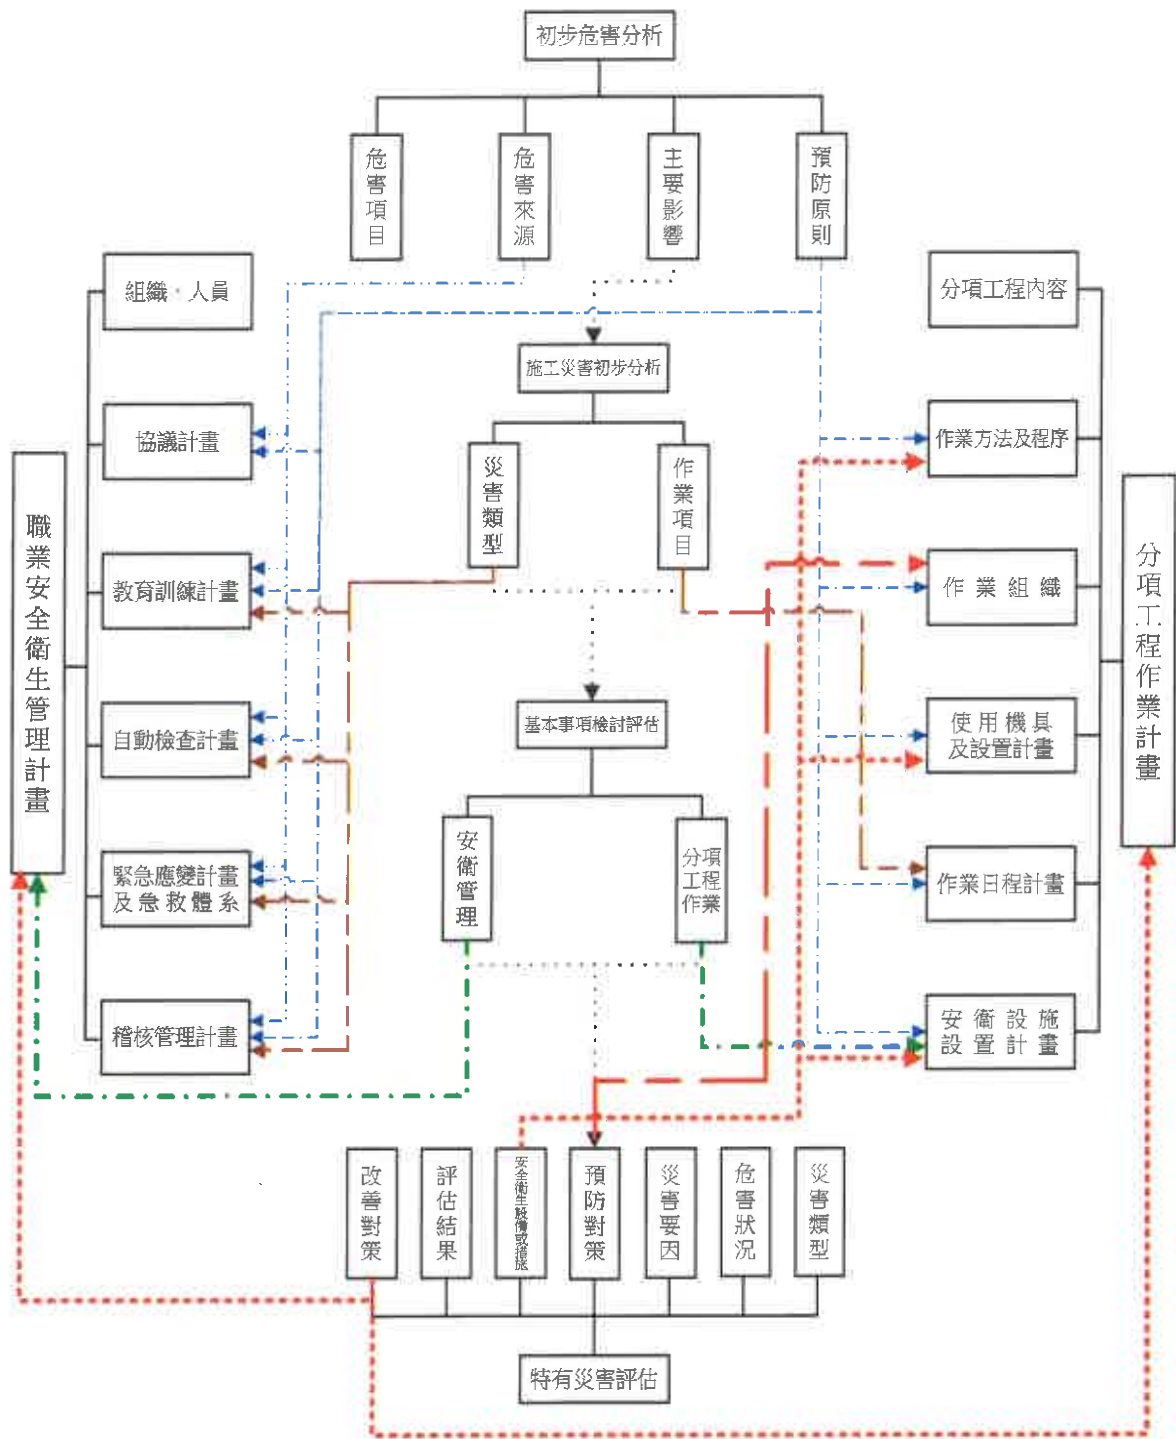 初步危害分析
危害項目
危害來源
主要影響
預防原則
組織、人員
協議計畫
教育訓練計畫
自動檢查計畫
緊急應變計畫
及急救體系
稽核管理計畫
職業安全衛生管理計畫
施工災害初步分析
災害類型
作業項目
基本事項檢討評估
安衛管理
分項
工程
作業
分項工程內容
作業方法及程序
作業組織
使用機具
及設置計畫
作業日程計畫
安衛設施
設置計畫
分項工程作業計畫
改善對策
評估結果
安全衛生設備或措施
預防對策
災害要因
危害狀況
災害類型
特有災害評估